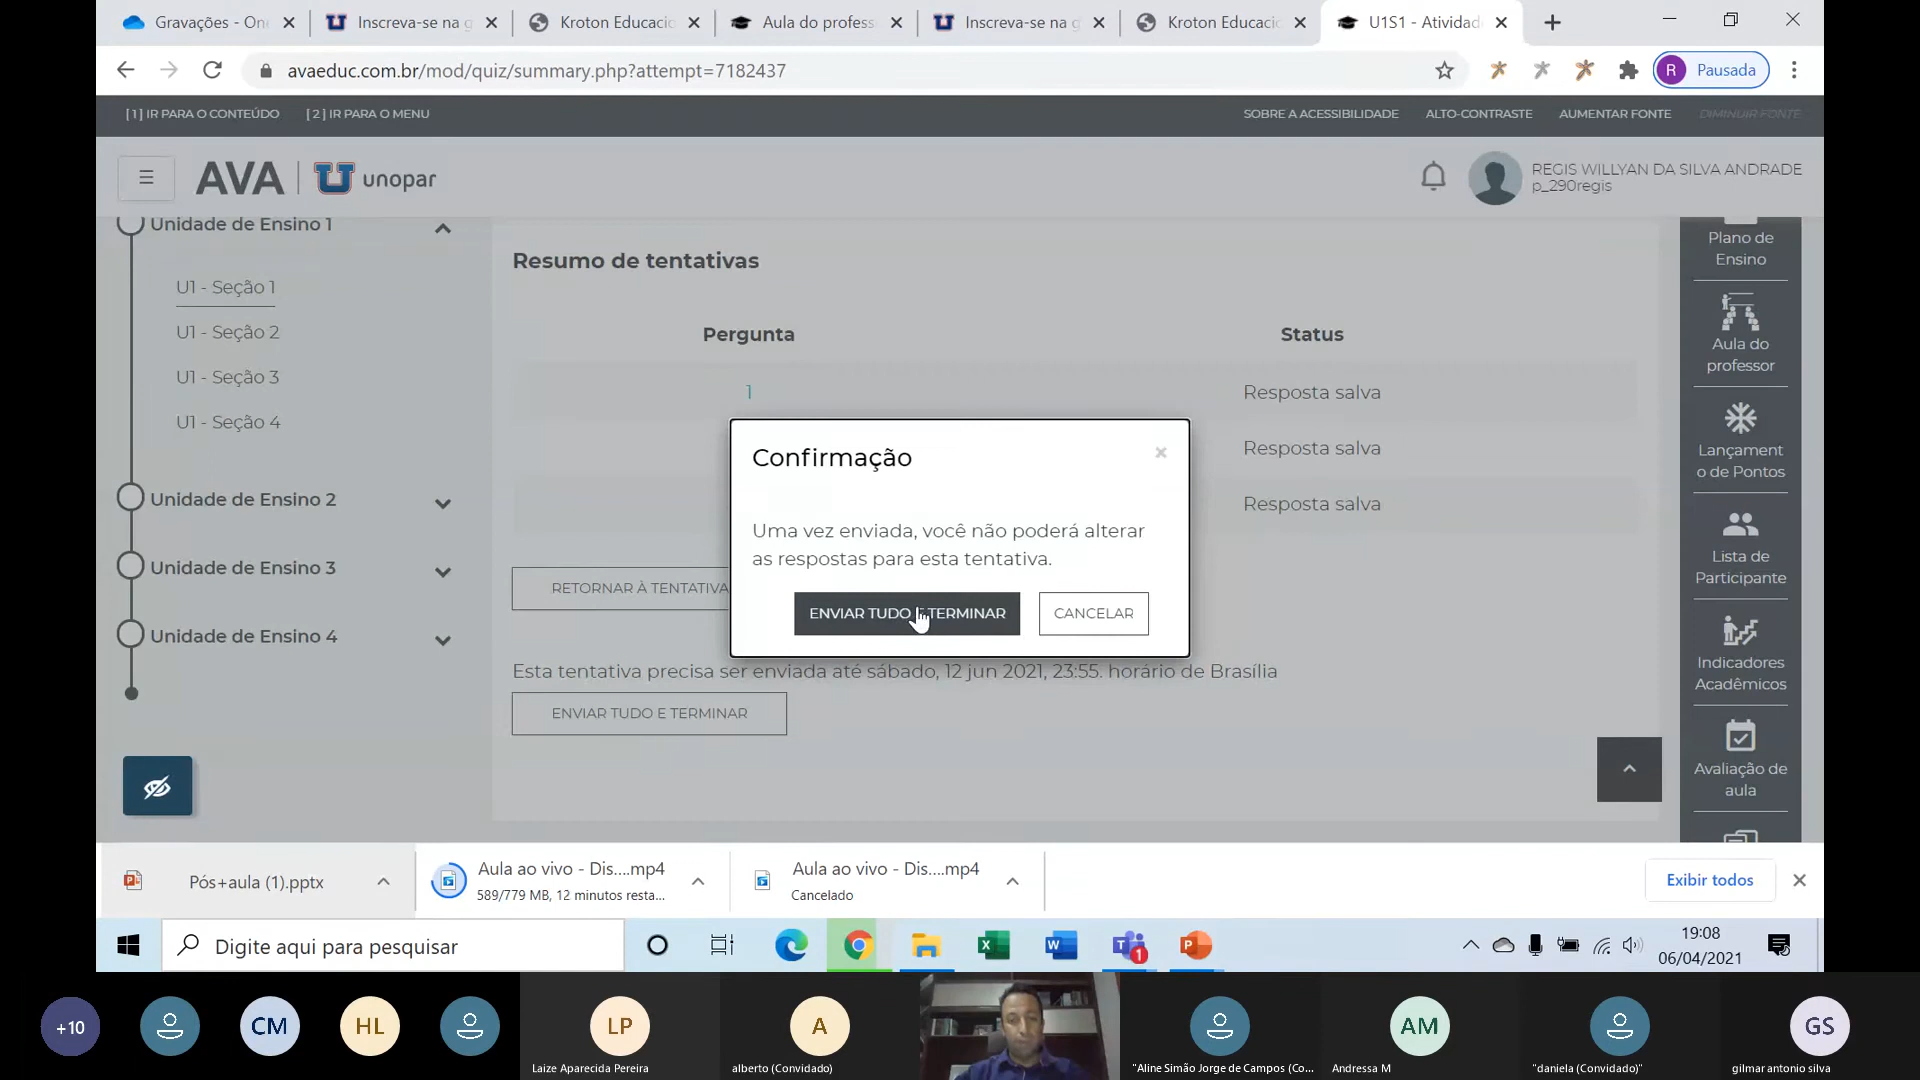 Gravações - On
Inscreva-se na g
Kroton Educacio
Aula do profess
Inscreva-se na g
Kroton Educacio
U1S1 - Atividade
avaeduc.com.br/mod/quiz/summary.php?attempt=7182437
R
Pausada
[ 1 ] IR PARA O CONTEÚDO
[ 2 ] IR PARA O MENU
SOBRE A ACESSIBILIDADE
ALTO-CONTRASTE
AUMENTAR FONTE
DIMINUIR FONTE
AVA
unopar
REGIS WILLYAN DA SILVA ANDRADE
p_290regis
Unidade de Ensino 1
U1 - Seção 1
U1 - Seção 2
U1 - Seção 3
U1 - Seção 4
Unidade de Ensino 2
Unidade de Ensino 3
Unidade de Ensino 4
Resumo de tentativas
Pergunta
Status
1
Resposta salva
Resposta salva
Resposta salva
Confirmação
Uma vez enviada, você não poderá alterar
as respostas para esta tentativa.
ENVIAR TUDO E TERMINAR
CANCELAR
RETORNAR À TENTATIVA
Esta tentativa precisa ser enviada até sábado, 12 jun 2021, 23:55. horário de Brasília
ENVIAR TUDO E TERMINAR
Plano de
Ensino
Aula do
professor
Lançament
o de Pontos
Lista de
Participante
Indicadores
Acadêmicos
Avaliação de
aula
Pós+aula (1).pptx
Aula ao vivo - Dis....mp4
589/779 MB, 12 minutos resta...
Aula ao vivo - Dis....mp4
Cancelado
Exibir todos
Digite aqui para pesquisar
1
19:08
06/04/2021
+10
CM
HL
LP
Laize Aparecida Pereira
A
alberto (Convidado)
"Aline Simão Jorge de Campos (Co...
AM
Andressa M
"daniela (Convidado)"
GS
gilmar antonio silva